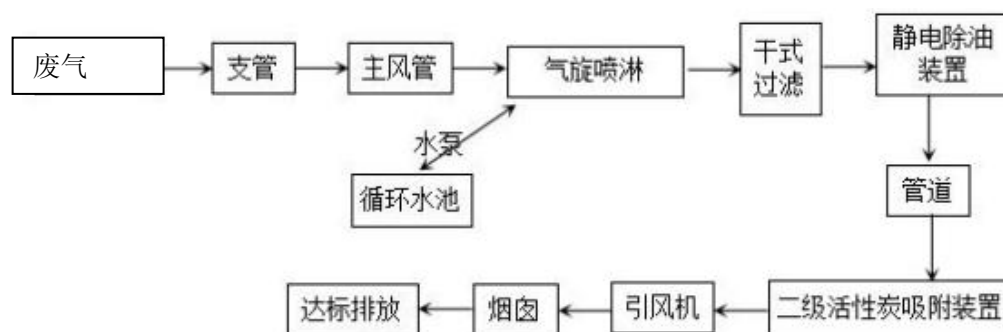 废气
支管
主风管
气旋喷淋
干式
过滤
静电除油
装置
水泵
循环水池
管道
二级活性炭吸附装置
引风机
烟囱
达标排放